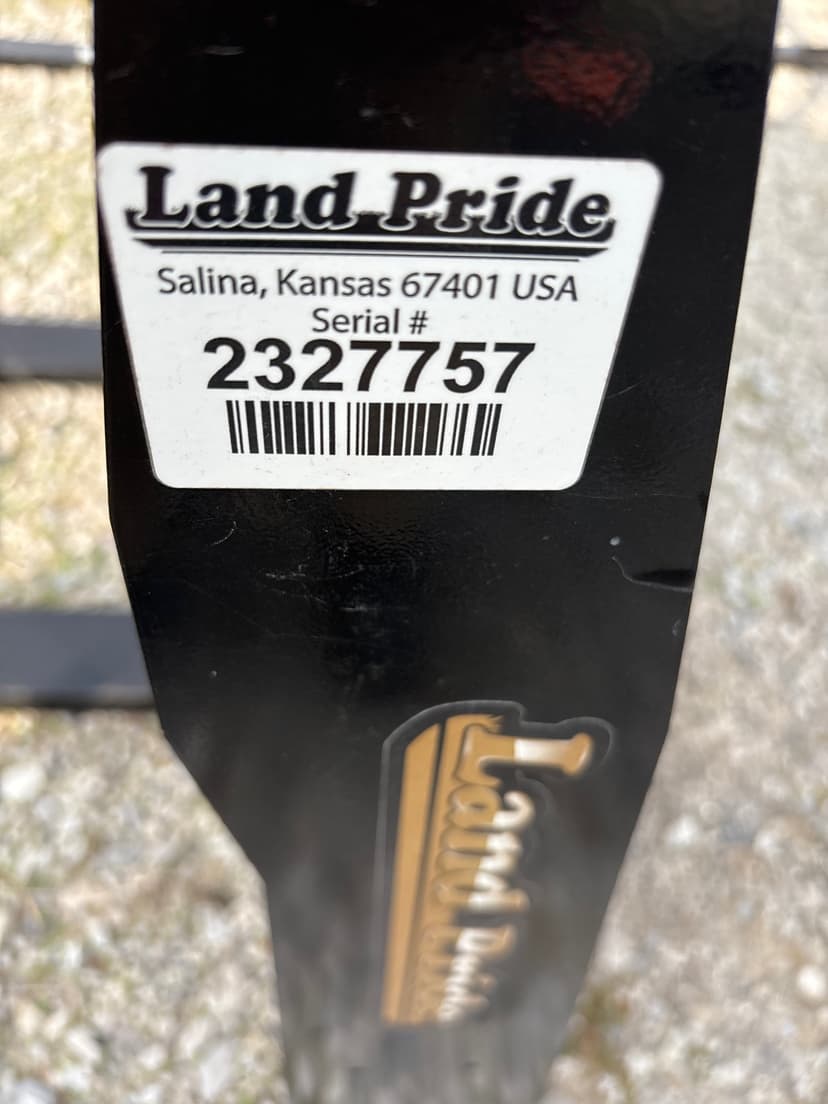 Land Pride
Salina, Kansas 67401 USA
Serial #
2327757
Land Pride